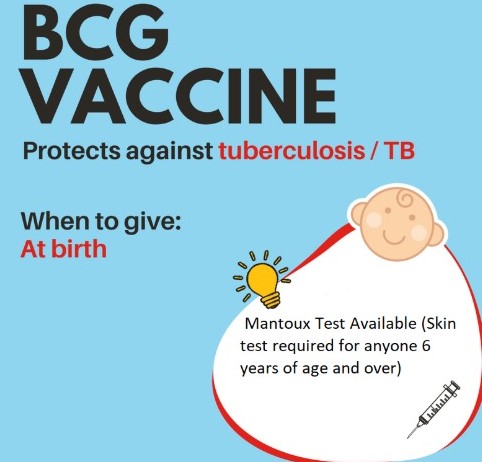 BCG
VACCINE
Protects against tuberculosis / TB
When to give:
At birth
Mantoux Test Available (Skin
test required for anyone 6
years of age and over)